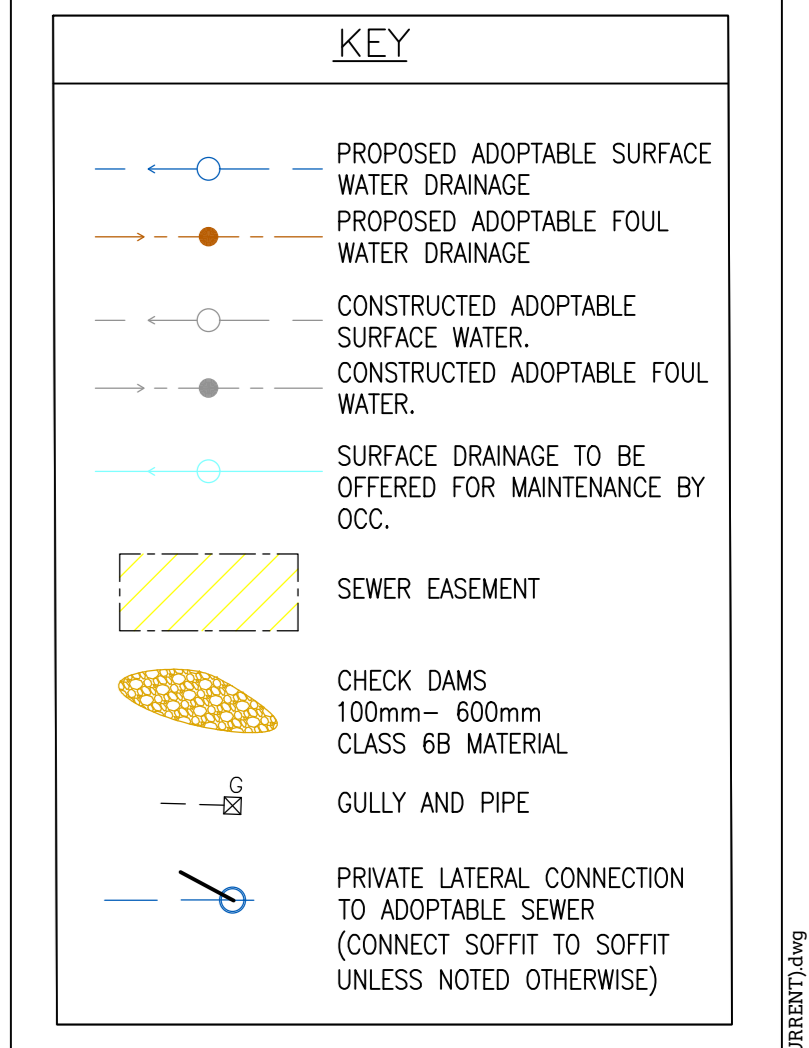 KEY
PROPOSED ADOPTABLE SURFACE
WATER DRAINAGE
PROPOSED ADOPTABLE FOUL
WATER DRAINAGE
CONSTRUCTED ADOPTABLE
SURFACE WATER.
CONSTRUCTED ADOPTABLE FOUL
WATER.
SURFACE DRAINAGE TO BE
OFFERED FOR MAINTENANCE BY
OCC.
SEWER EASEMENT
CHECK DAMS
100mm– 600mm
CLASS 6B MATERIAL
G
GULLY AND PIPE
PRIVATE LATERAL CONNECTION
TO ADOPTABLE SEWER
(CONNECT SOFFIT TO SOFFIT
UNLESS NOTED OTHERWISE)
URRENT).dwg